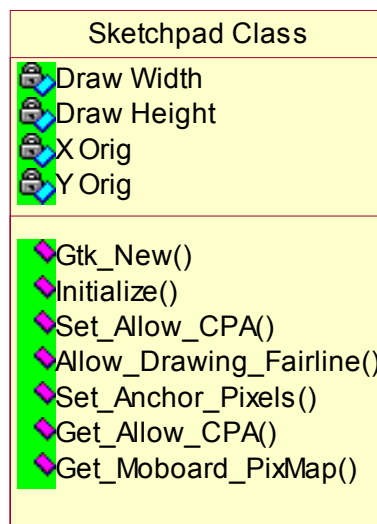 Sketchpad Class
Draw Width
Draw Height
X Orig
Y Orig
Gtk_New()
Initialize()
Set_Allow_CPA()
Allow_Drawing_Fairline()
Set_Anchor_Pixels()
Get_Allow_CPA()
Get_Moboard_PixMap()